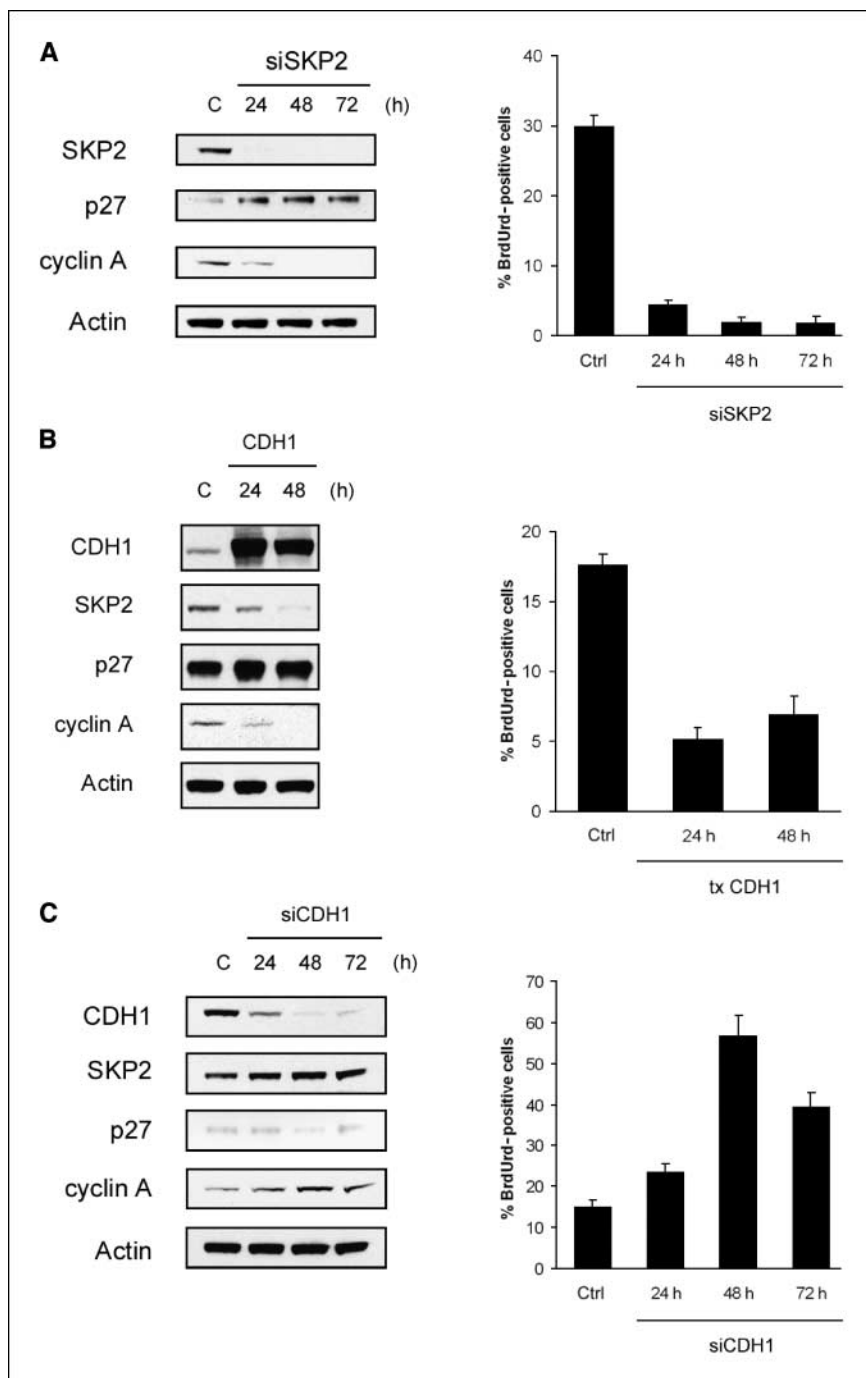 A
siSKP2
C 24 48 72 (h)
SKP2
p27
cyclin A
Actin
% BrdUrd-positive cells
40
30
20
10
0
Ctrl 24 h 48 h 72 h
siSKP2
B
CDH1
C 24 48 (h)
CDH1
SKP2
p27
cyclin A
Actin
% BrdUrd-positive cells
20
15
10
5
0
Ctrl 24 h 48 h
tx CDH1
C
siCDH1
C 24 48 72 (h)
CDH1
SKP2
p27
cyclin A
Actin
% BrdUrd-positive cells
70
60
50
40
30
20
10
0
Ctrl 24 h 48 h 72 h
siCDH1